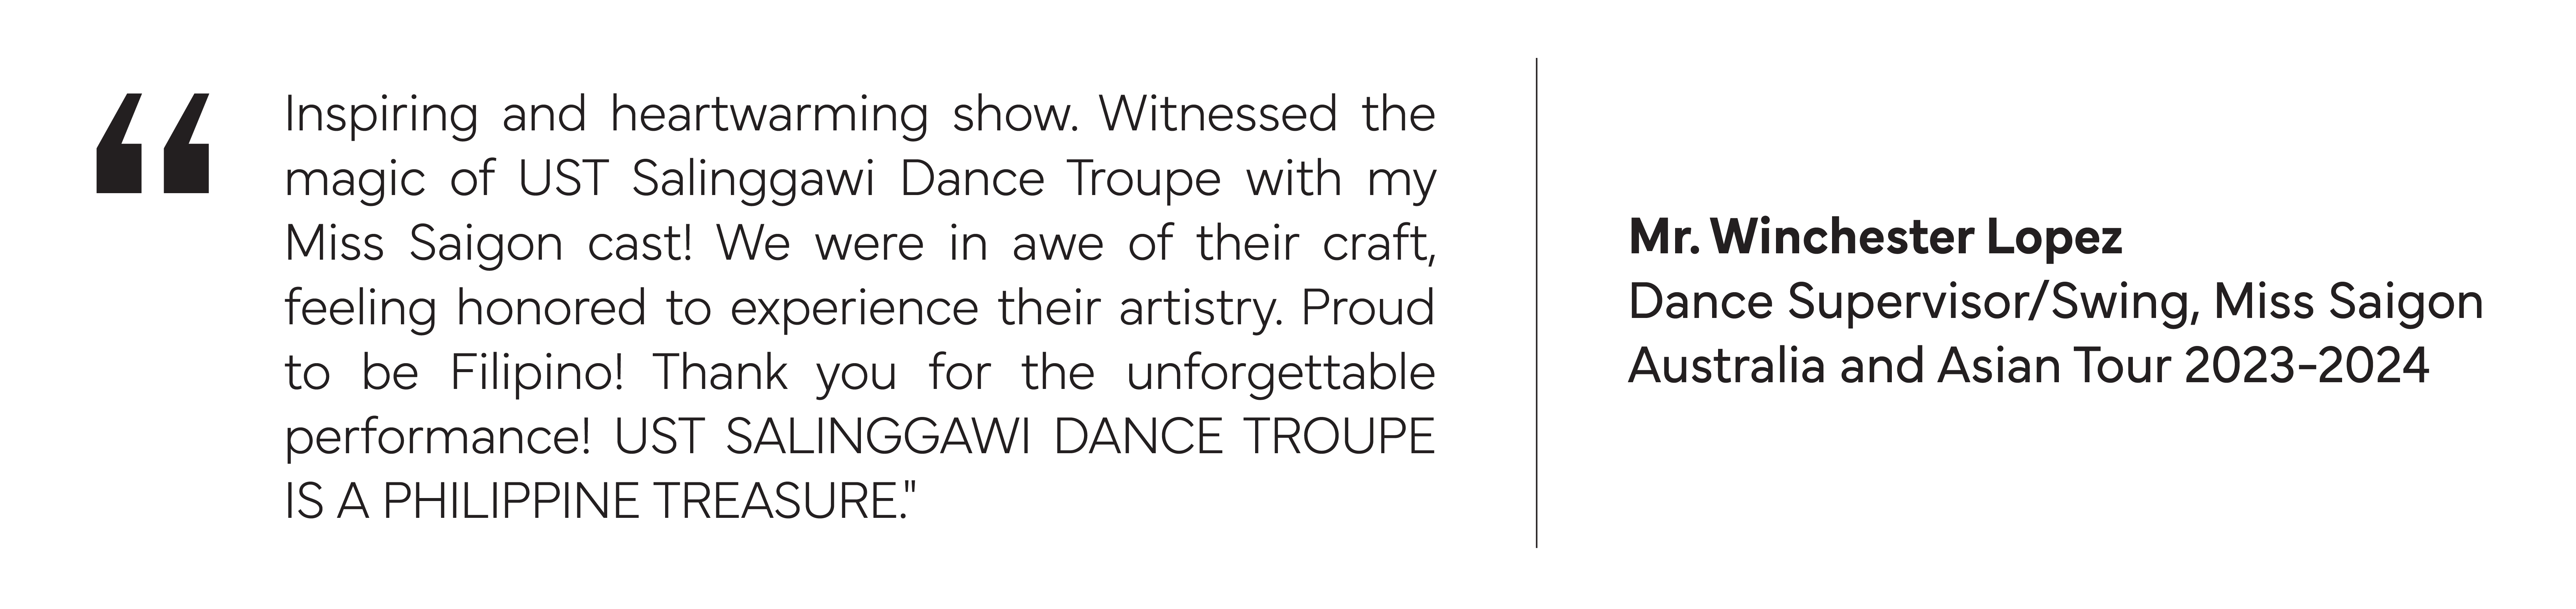 “ Inspiring and heartwarming show. Witnessed the
magic of UST Salinggawi Dance Troupe with my
Miss Saigon cast! We were in awe of their craft,
feeling honored to experience their artistry. Proud
to be Filipino! Thank you for the unforgettable
performance! UST SALINGGAWI DANCE TROUPE
IS A PHILIPPINE TREASURE."
Mr. Winchester Lopez
Dance Supervisor/Swing, Miss Saigon
Australia and Asian Tour 2023-2024